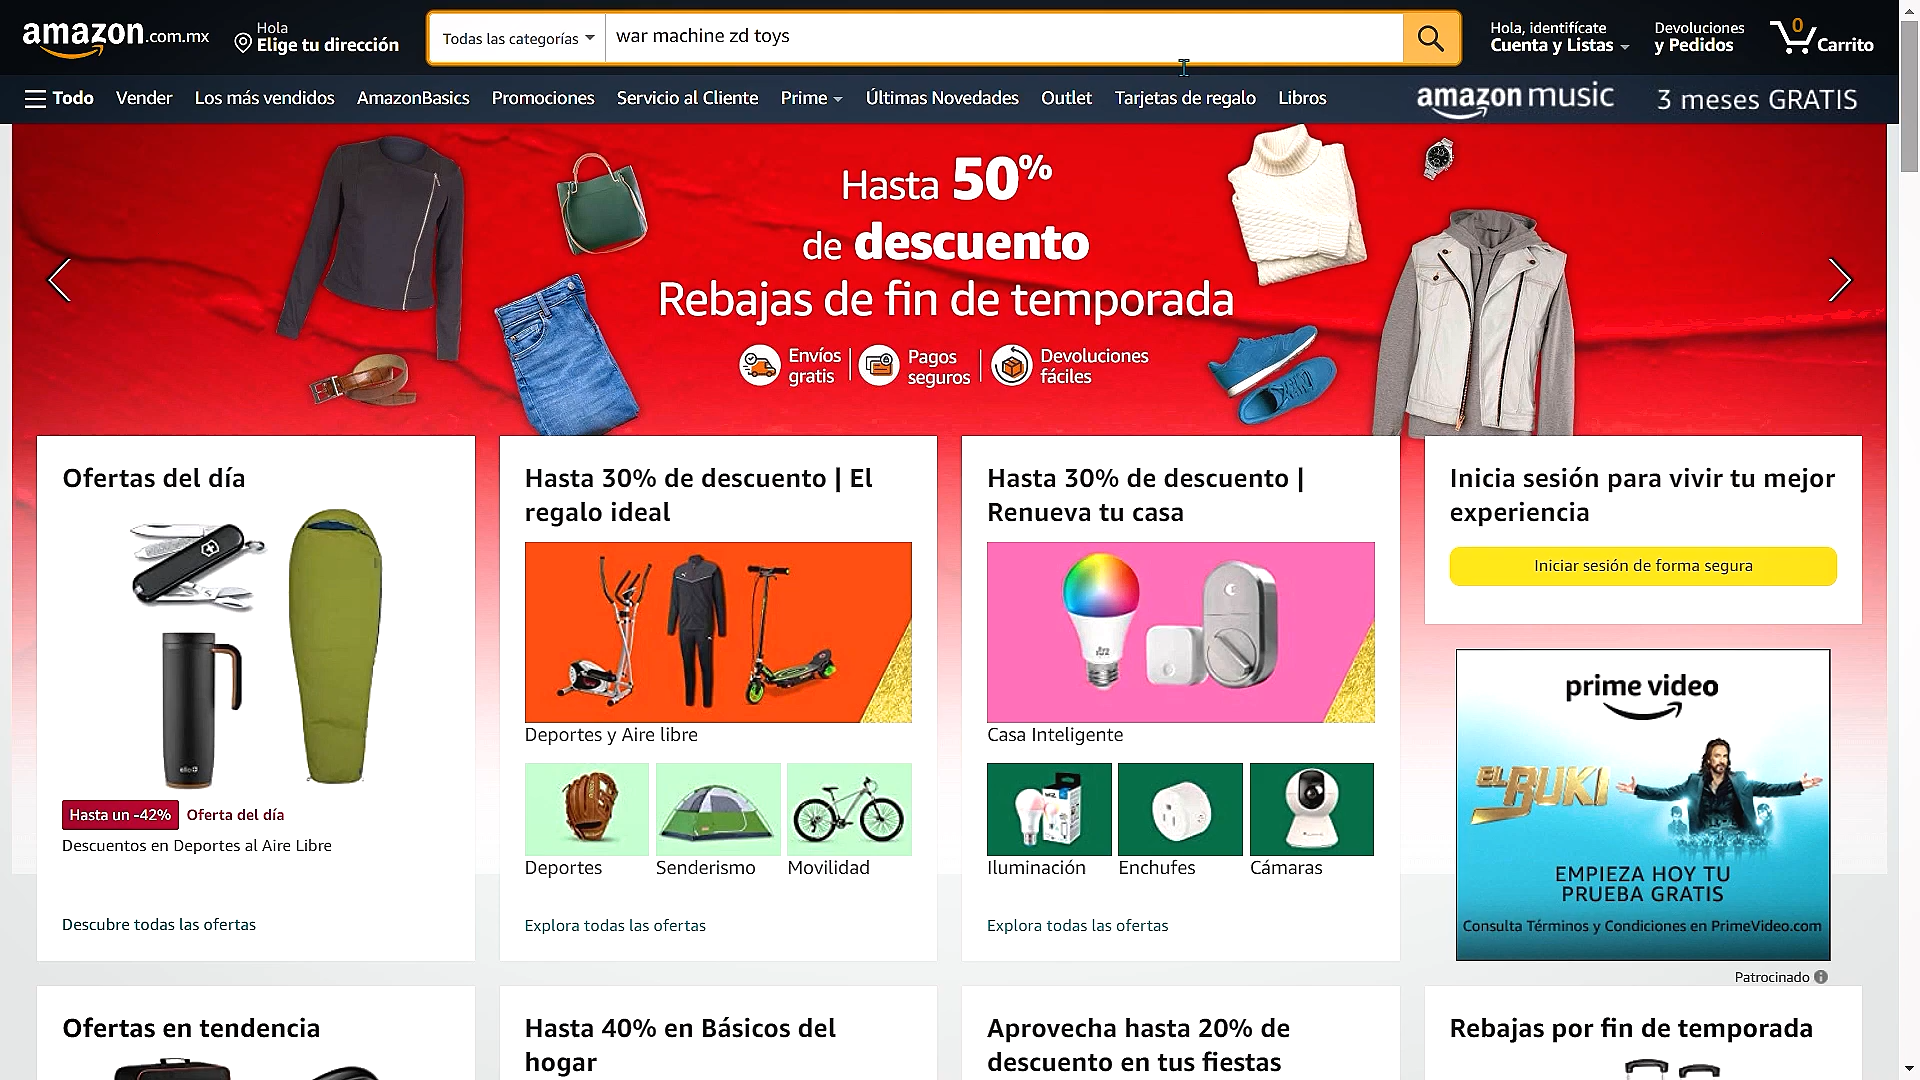 amazon.com.mx
Hola
Elige tu dirección
Todas las categorías
war machine zd toys
Hola, identifícate
Cuenta y Listas
Devoluciones
y Pedidos
0
Carrito
Todo
Vender
Los más vendidos
AmazonBasics
Promociones
Servicio al Cliente
Prime
Últimas Novedades
Outlet
Tarjetas de regalo
Libros
amazon music
3 meses GRATIS
Hasta 50%
de descuento
Rebajas de fin de temporada
Envíos
gratis
Pagos
seguros
Devoluciones
fáciles
Ofertas del día
Hasta un -42%
Oferta del día
Descuentos en Deportes al Aire Libre
Descubre todas las ofertas
Hasta 30% de descuento | El
regalo ideal
Deportes y Aire libre
Deportes
Senderismo
Movilidad
Explora todas las ofertas
Hasta 30% de descuento |
Renueva tu casa
Casa Inteligente
Iluminación
Enchufes
Cámaras
Explora todas las ofertas
Inicia sesión para vivir tu mejor
experiencia
Iniciar sesión de forma segura
prime video
EL BUKI
EMPIEZA HOY TU
PRUEBA GRATIS
Consulta Términos y Condiciones en PrimeVideo.com
Patrocinado
Ofertas en tendencia
Hasta 40% en Básicos del
hogar
Aprovecha hasta 20% de
descuento en tus fiestas
Rebajas por fin de temporada